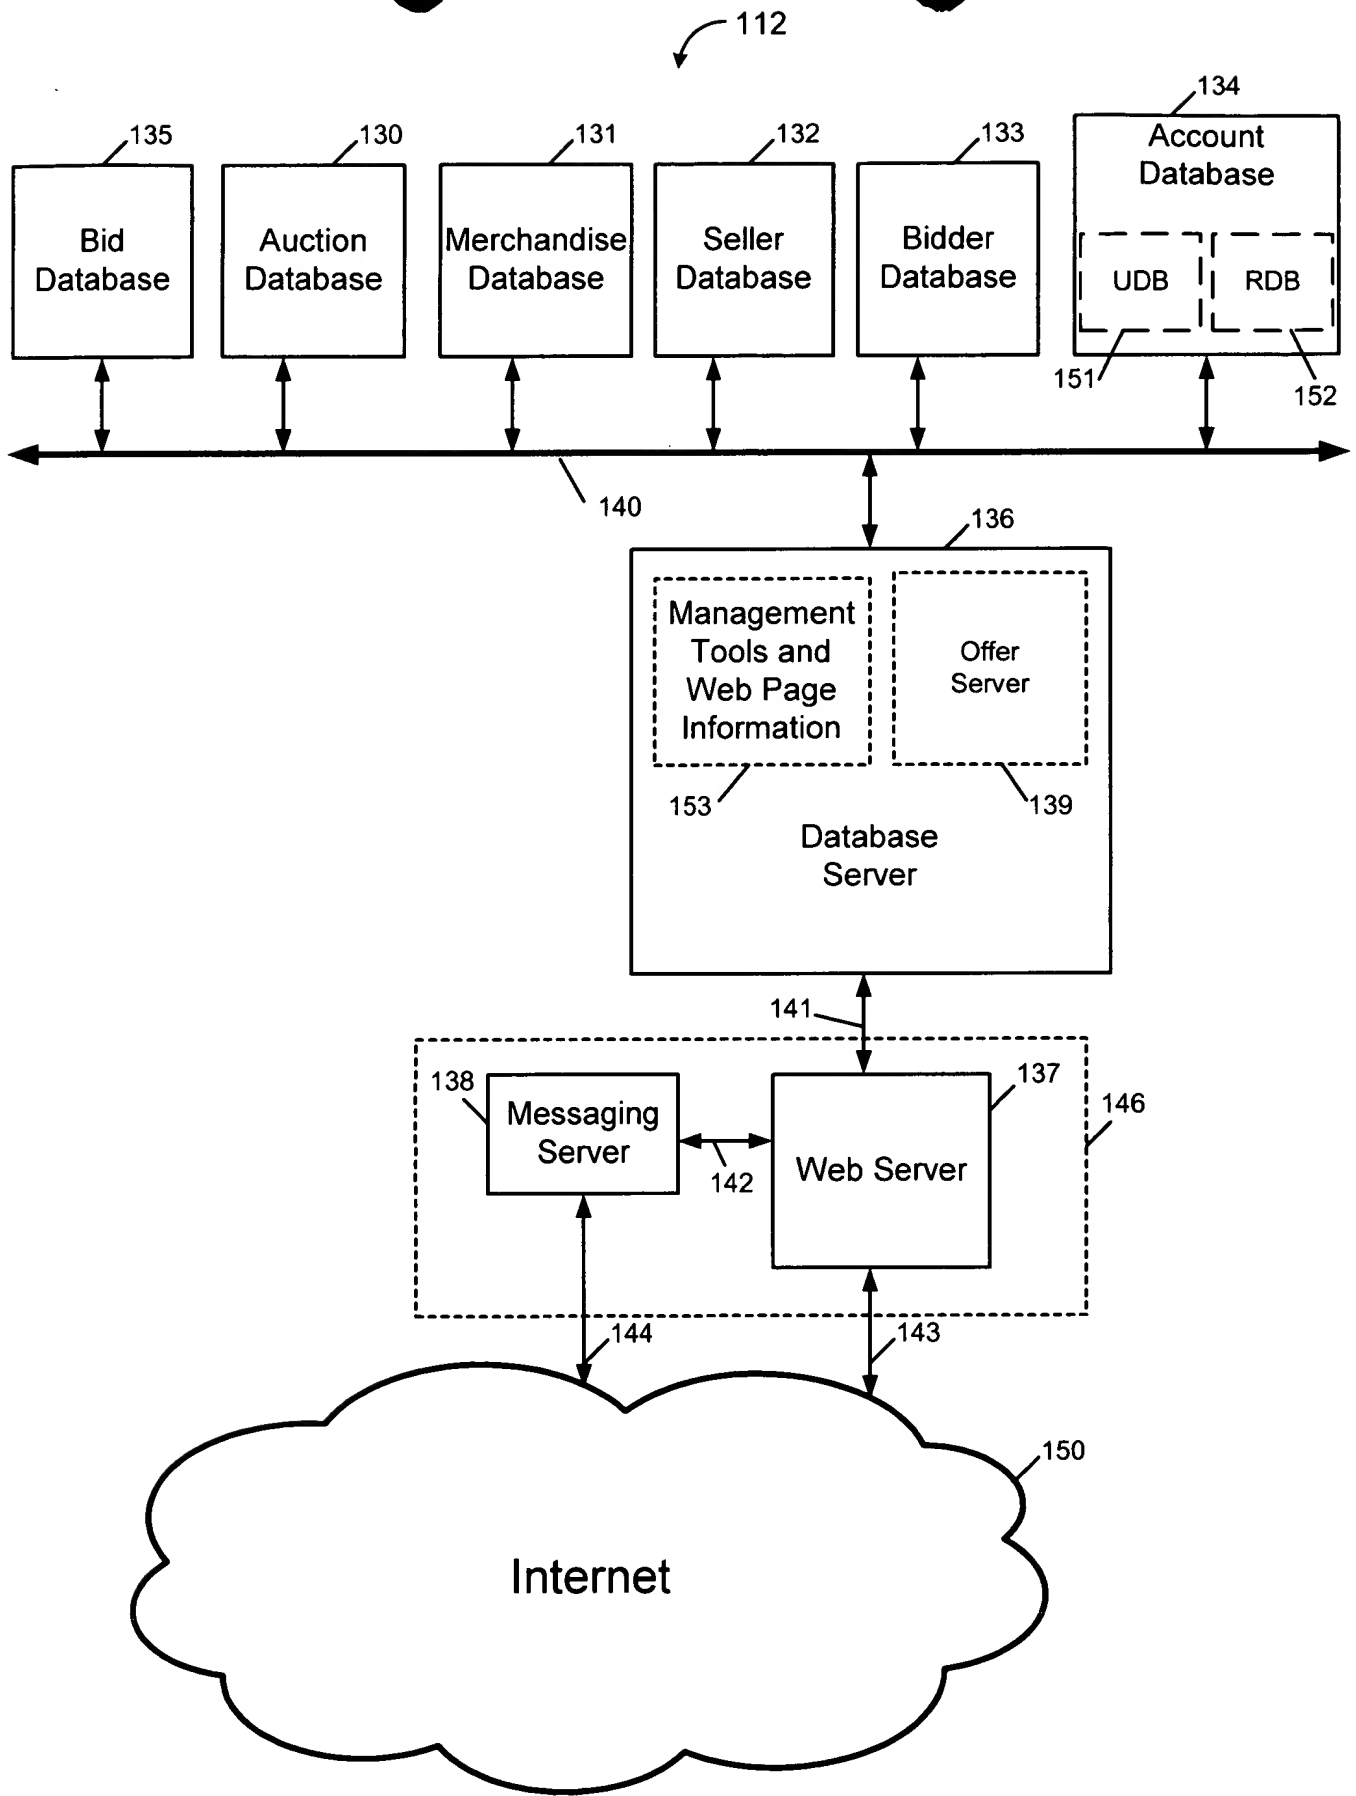 112
134
135
130
131
132
133
Account
Database
Bid
Database
Auction
Database
Merchandise
Database
Seller
Database
Bidder
Database
UDB
RDB
151
152
140
136
Management
Tools and
Web Page
Information
Offer
Server
153
139
Database
Server
141
138
137
146
Messaging
Server
Web Server
142
144
143
150
Internet